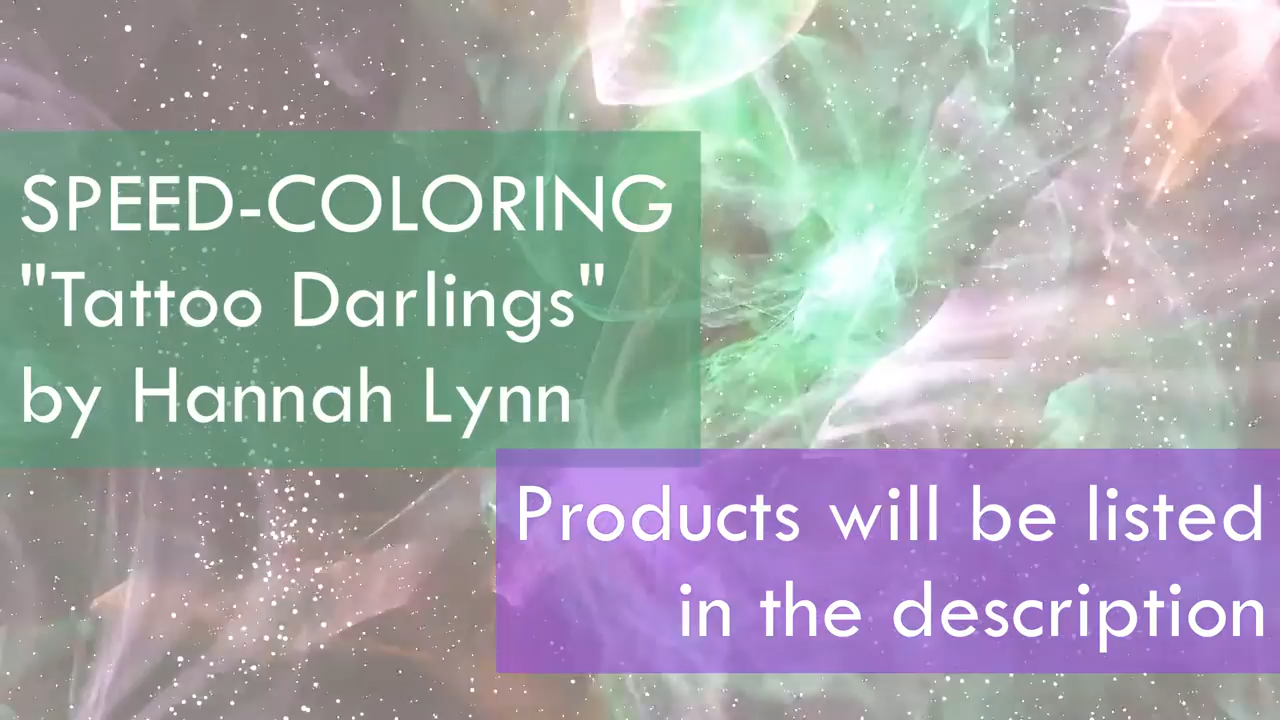 SPEED-COLORING
"Tattoo Darlings"
by Hannah Lynn
Products will be listed
in the description